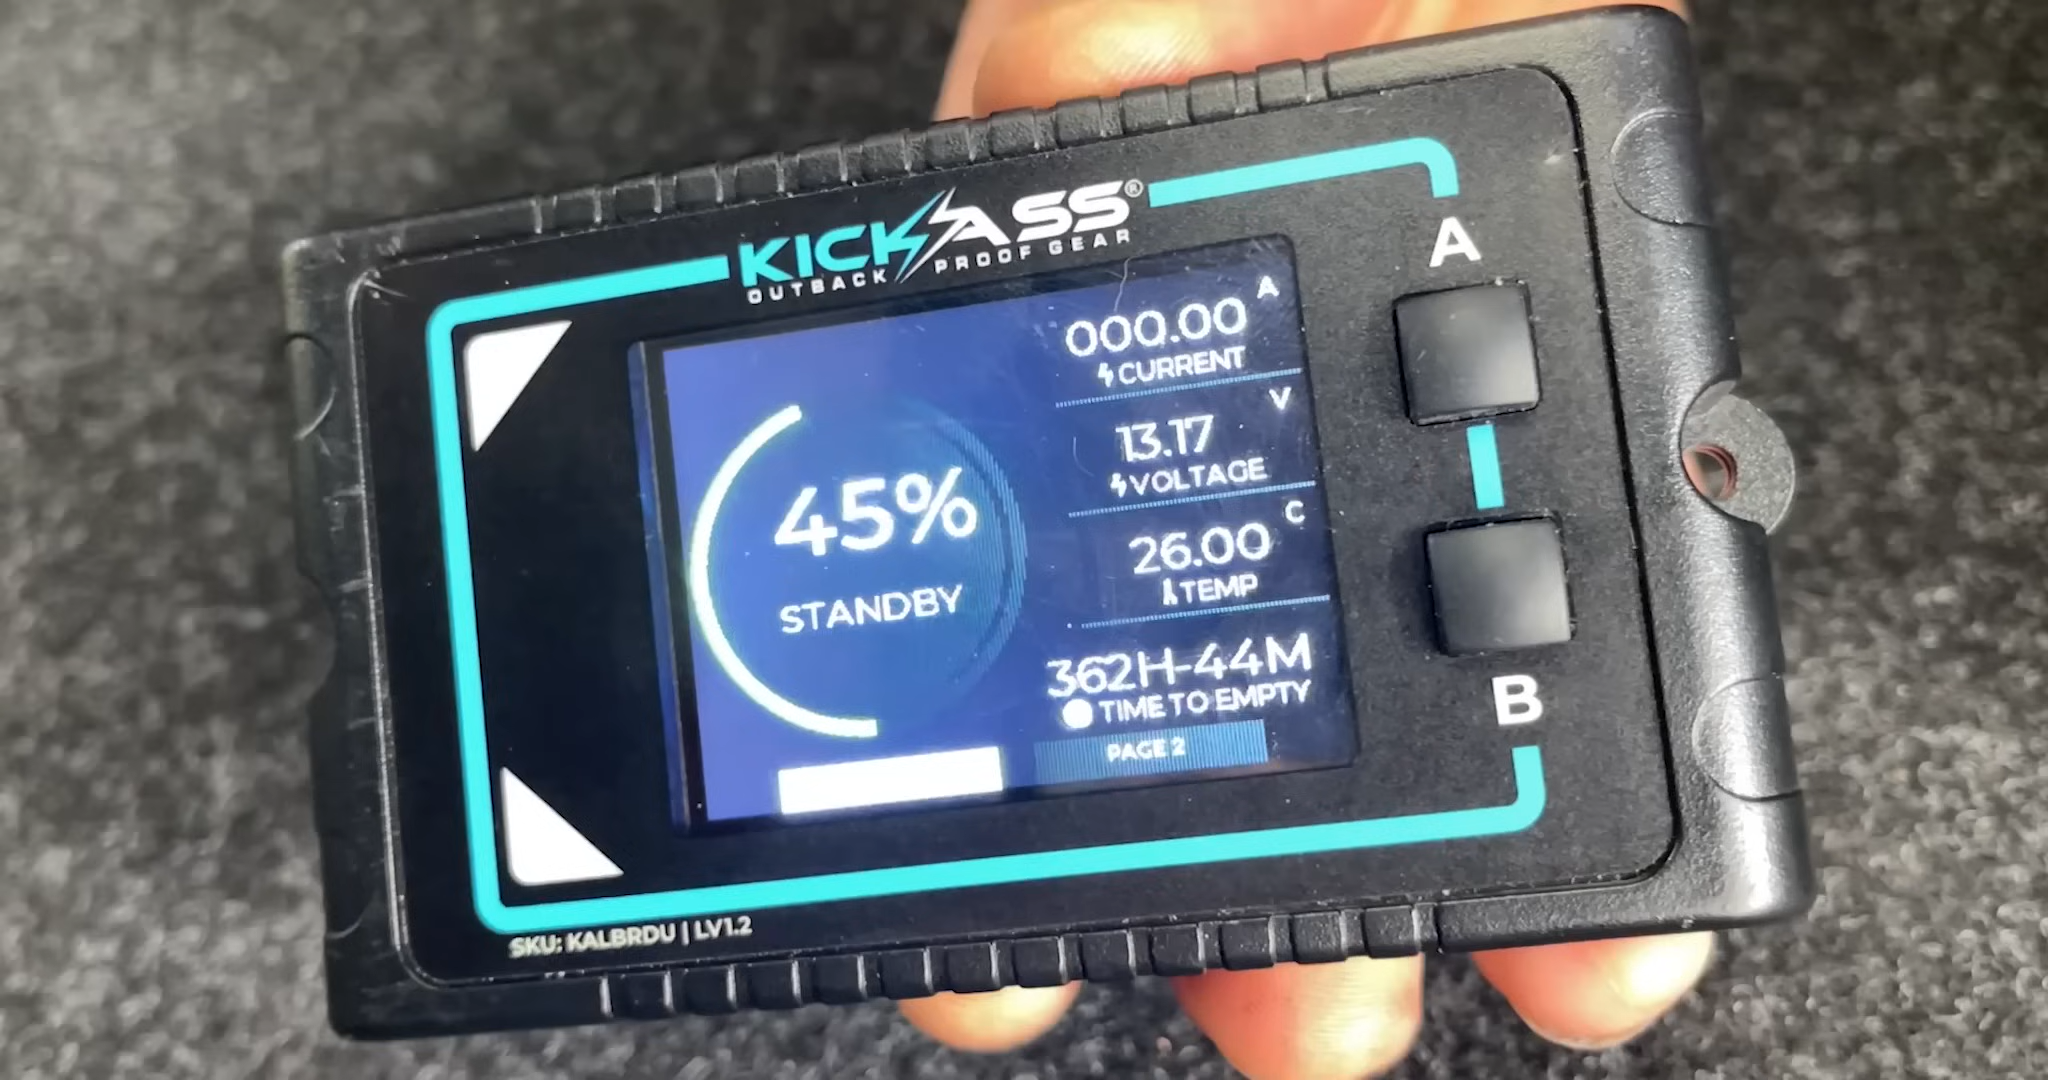 KICKASS®
OUTBACK PROOF GEAR
A
000.00 A
CURRENT
V
13.17
VOLTAGE
45%
STANDBY
C
26.00
TEMP
362H-44M
TIME TO EMPTY
PAGE 2
B
SKU: KALBRDU | LV1.2